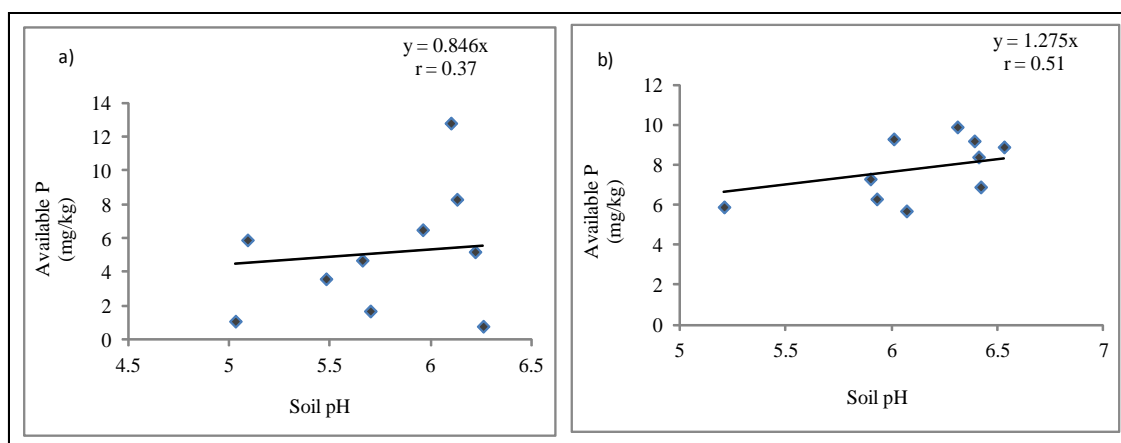 a)
y = 0.846x
r = 0.37
14
12
10
8
6
4
2
0
Available P
(mg/kg)
4.5 5 5.5 6 6.5
Soil pH
b)
y = 1.275x
r = 0.51
12
10
8
6
4
2
0
Available P
(mg/kg)
5 5.5 6 6.5 7
Soil pH